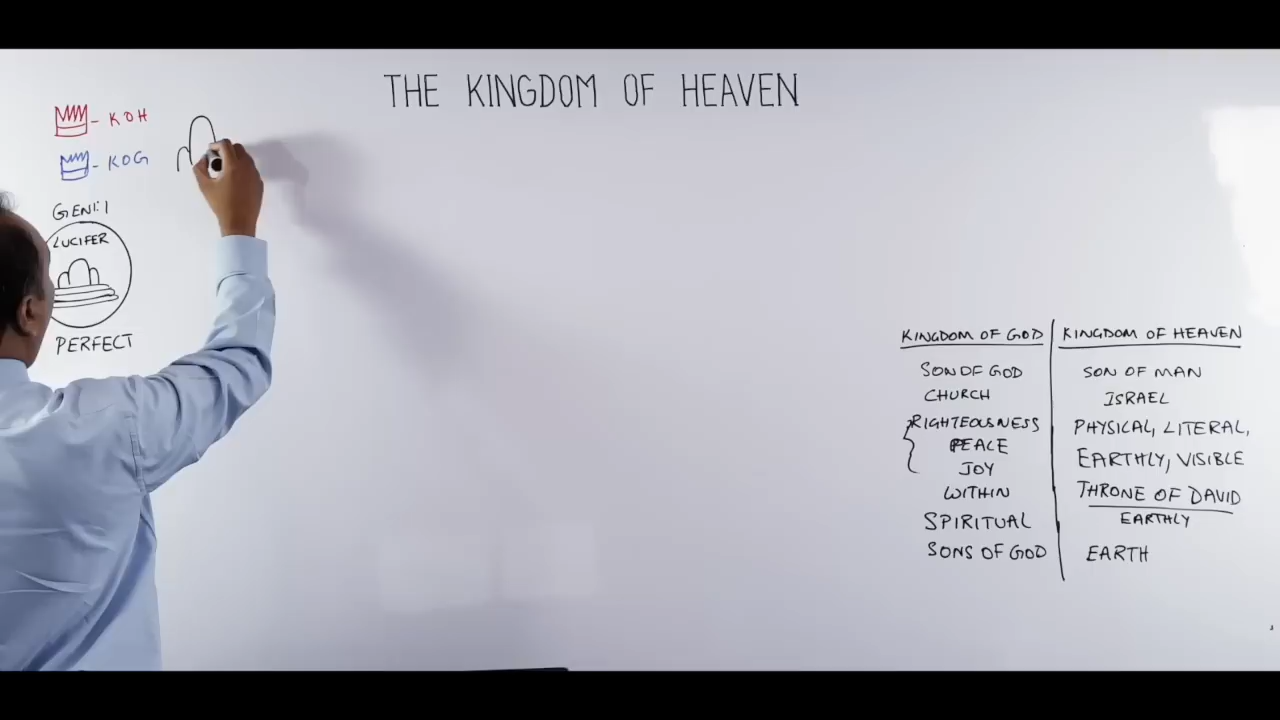 THE KINGDOM OF HEAVEN
- KOH
- KOG
GEN1:1
LUCIFER
PERFECT
KINGDOM OF GOD KINGDOM OF HEAVEN
SON OF GOD SON OF MAN
CHURCH ISRAEL
RIGHTEOUSNESS PHYSICAL, LITERAL,
PEACE EARTHLY, VISIBLE
JOY
WITHIN THRONE OF DAVID
SPIRITUAL EARTHLY
SONS OF GOD EARTH